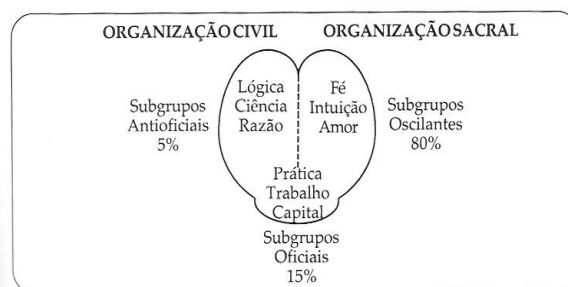 ORGANIZAÇÃO CIVIL
ORGANIZAÇÃO SACRAL
Subgrupos
Antioficiais
5%
Lógica
Ciência
Razão
Fé
Intuição
Amor
Subgrupos
Oscilantes
80%
Prática
Trabalho
Capital
Subgrupos
Oficiais
15%